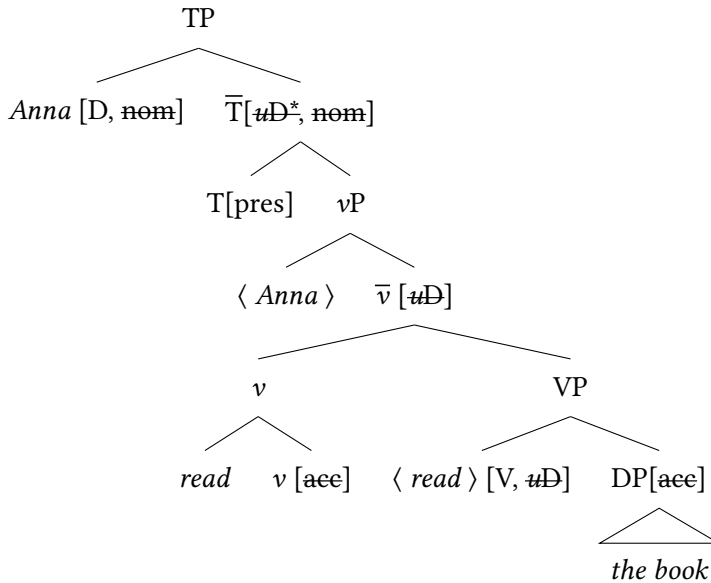 TP
Anna [D, nom] T̅[uD*, nom]
T[pres] vP
⟨ Anna ⟩ v̅ [uD]
v VP
read v [acc] ⟨ read ⟩ [V, uD] DP[acc]
the book